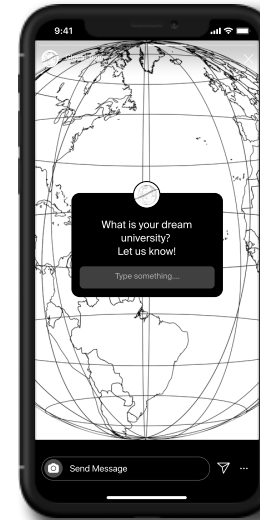 9:41
What is your dream
university?
Let us know!
Type something....
Send Message